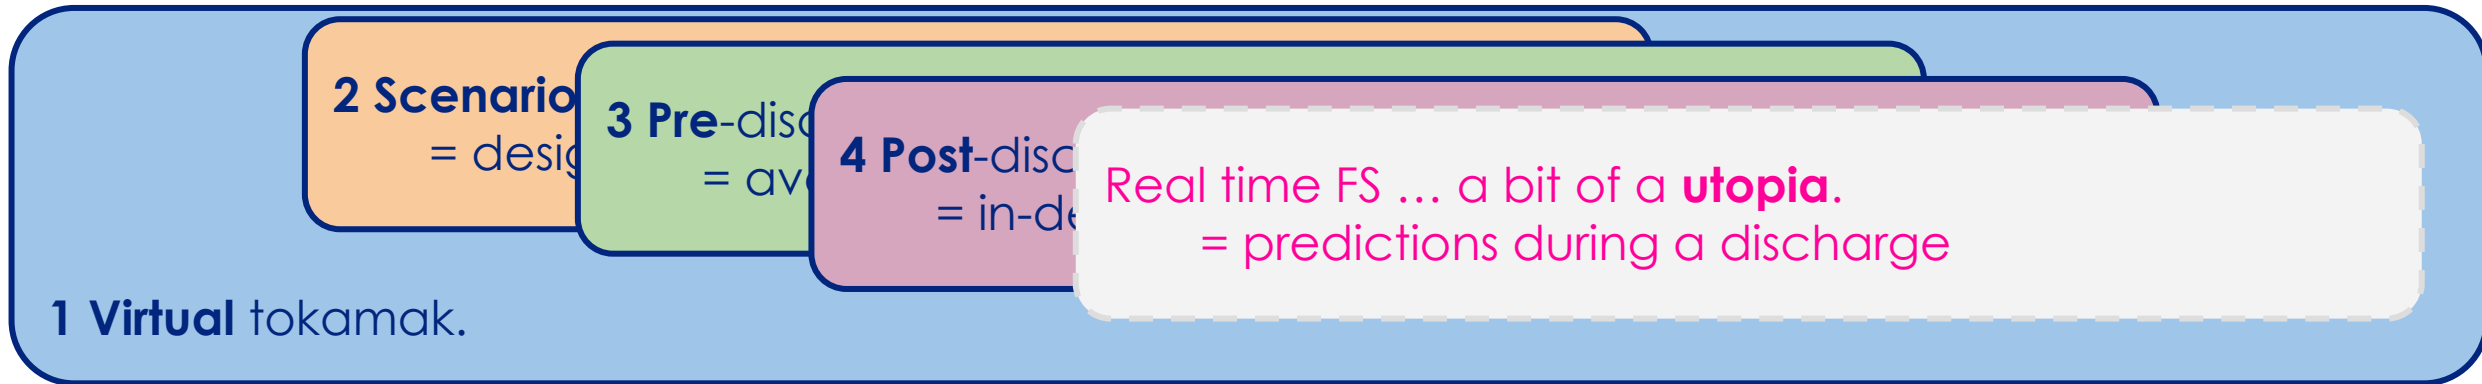 2 Scenario
= desig
3 Pre-disc
= av
4 Post-disc
= in-de
Real time FS … a bit of a utopia.
= predictions during a discharge
1 Virtual tokamak.